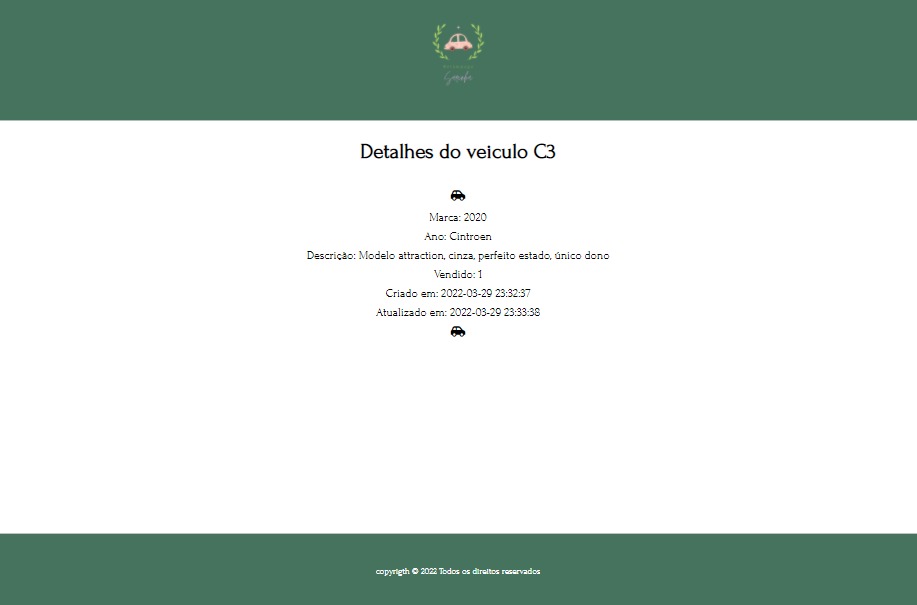 Detalhes do veiculo C3
Marca: 2020
Ano: Cintroen
Descrição: Modelo attraction, cinza, perfeito estado, único dono
Vendido: 1
Criado em: 2022-03-29 23:32:37
Atualizado em: 2022-03-29 23:33:38
copyrigth © 2022 Todos os direitos reservados